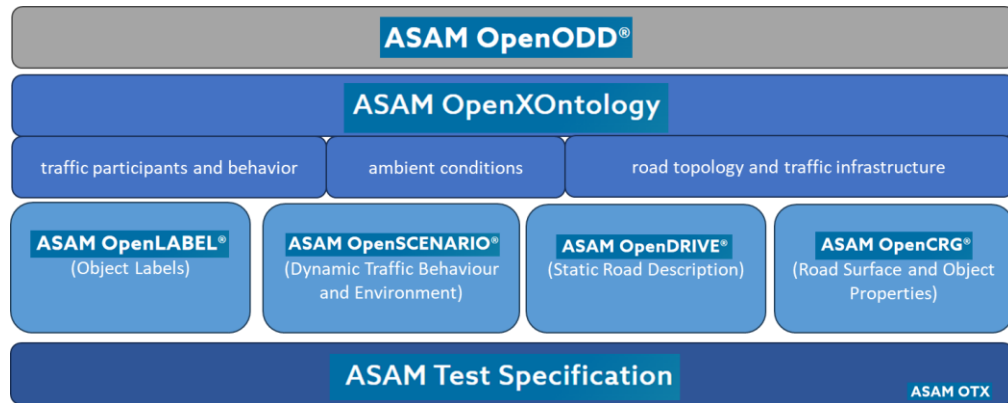 ASAM OpenODD®
ASAM OpenXOntology
traffic participants and behavior
ambient conditions
road topology and traffic infrastructure
ASAM OpenLABEL®
(Object Labels)
ASAM OpenSCENARIO®
(Dynamic Traffic Behaviour
and Environment)
ASAM OpenDRIVE®
(Static Road Description)
ASAM OpenCRG®
(Road Surface and Object
Properties)
ASAM Test Specification
ASAM OTX